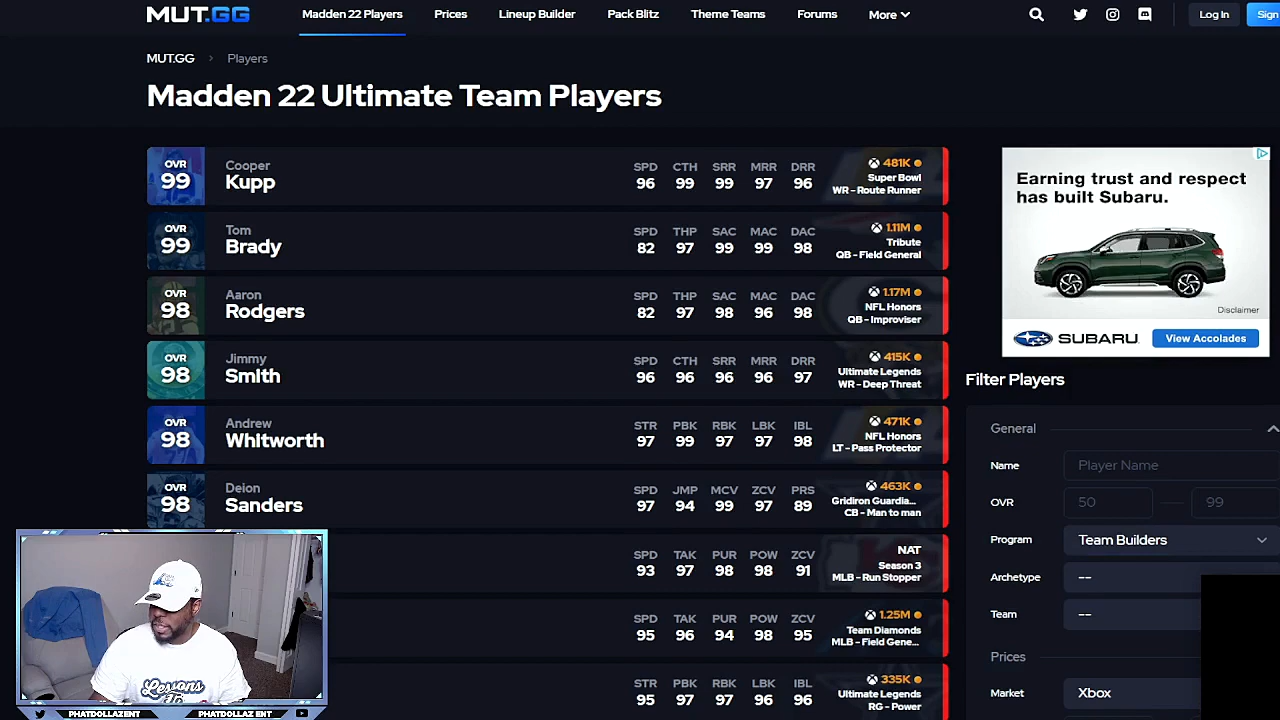 MUT.GG
Madden 22 Players
Prices
Lineup Builder
Pack Blitz
Theme Teams
Forums
More
Log In
Sign
MUT.GG > Players
Madden 22 Ultimate Team Players
OVR 99
Cooper
Kupp
SPD CTH SRR MRR DRR
96 99 99 97 96
481K
Super Bowl
WR - Route Runner
OVR 99
Tom
Brady
SPD THP SAC MAC DAC
82 97 99 99 98
1.11M
Tribute
QB - Field General
OVR 98
Aaron
Rodgers
SPD THP SAC MAC DAC
82 97 98 96 98
1.17M
NFL Honors
QB - Improviser
OVR 98
Jimmy
Smith
SPD CTH SRR MRR DRR
96 96 96 96 97
415K
Ultimate Legends
WR - Deep Threat
OVR 98
Andrew
Whitworth
STR PBK RBK LBK IBL
97 99 97 97 98
471K
NFL Honors
LT - Pass Protector
OVR 98
Deion
Sanders
SPD JMP MCV ZCV PRS
97 94 99 97 89
463K
Gridiron Guardia...
CB - Man to man
SPD TAK PUR POW ZCV
93 97 98 98 91
NAT
Season 3
MLB - Run Stopper
SPD TAK PUR POW ZCV
95 96 94 98 95
1.25M
Team Diamonds
MLB - Field Gene...
STR PBK RBK LBK IBL
95 97 97 96 96
335K
Ultimate Legends
RG - Power
Earning trust and respect
has built Subaru.
Disclaimer
SUBARU
View Accolades
Filter Players
General
Name
Player Name
OVR
50 — 99
Program
Team Builders
Archetype
--
Team
--
Prices
Market
Xbox
Lessons
PHATDOLLAZENT
PHATDOLLAZ ENT